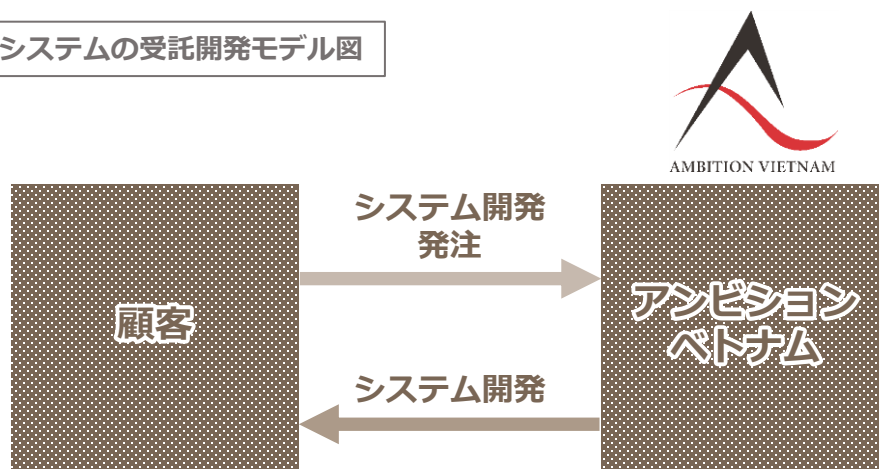 システムの受託開発モデル図
AMBITION VIETNAM
システム開発
発注
顧客
アンビション
ベトナム
システム開発